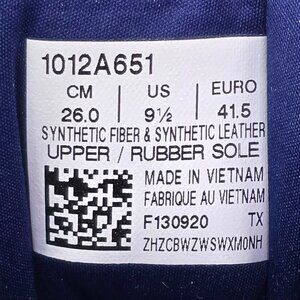 1012A651
CM US EURO
26.0 9½ 41.5
SYNTHETIC FIBER & SYNTHETIC LEATHER
UPPER / RUBBER SOLE
MADE IN VIETNAM
FABRIQUE AU VIETNAM
F130920 TX
ZHZCBWZWSWXM0NH